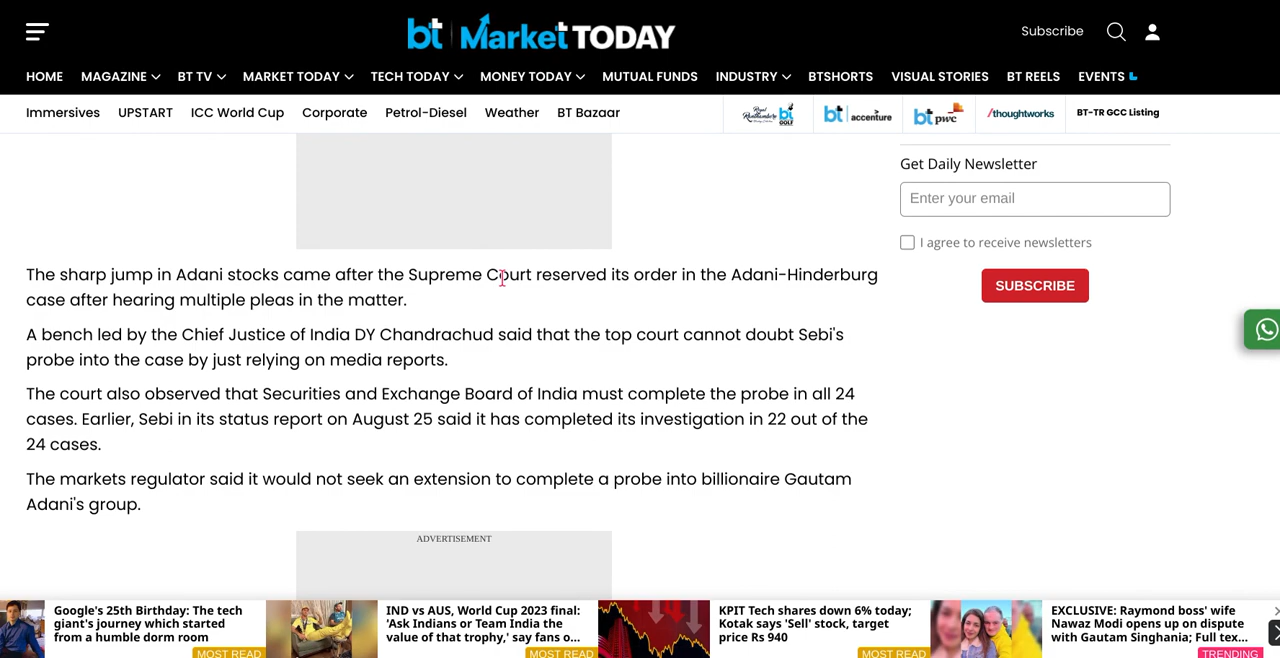 bt Market TODAY
Subscribe
HOME MAGAZINE BT TV MARKET TODAY TECH TODAY MONEY TODAY MUTUAL FUNDS INDUSTRY BTSHORTS VISUAL STORIES BT REELS EVENTS
Immersives UPSTART ICC World Cup Corporate Petrol-Diesel Weather BT Bazaar
bt GOLF bt accenture bt pwc /thoughtworks BT-TR GCC Listing
Get Daily Newsletter
Enter your email
I agree to receive newsletters
SUBSCRIBE
The sharp jump in Adani stocks came after the Supreme Court reserved its order in the Adani-Hinderburg
case after hearing multiple pleas in the matter.
A bench led by the Chief Justice of India DY Chandrachud said that the top court cannot doubt Sebi's
probe into the case by just relying on media reports.
The court also observed that Securities and Exchange Board of India must complete the probe in all 24
cases. Earlier, Sebi in its status report on August 25 said it has completed its investigation in 22 out of the
24 cases.
The markets regulator said it would not seek an extension to complete a probe into billionaire Gautam
Adani's group.
ADVERTISEMENT
Google's 25th Birthday: The tech
giant's journey which started
from a humble dorm room
MOST READ
IND vs AUS, World Cup 2023 final:
'Ask Indians or Team India the
value of that trophy,' say fans o...
MOST READ
KPIT Tech shares down 6% today;
Kotak says 'Sell' stock, target
price Rs 940
MOST READ
EXCLUSIVE: Raymond boss' wife
Nawaz Modi opens up on dispute
with Gautam Singhania; Full tex...
TRENDING